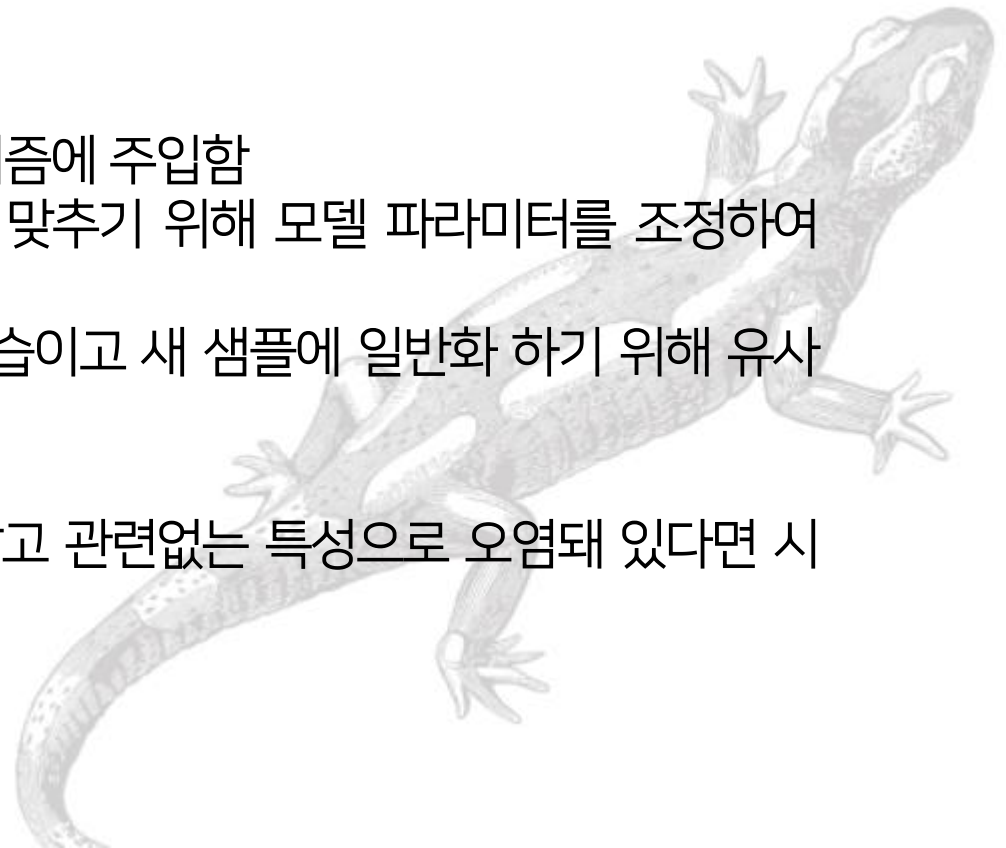 즘에 주입함
맞추기 위해 모델 파라미터를 조정하여
습이고 새 샘플에 일반화 하기 위해 유사
고 관련없는 특성으로 오염돼 있다면 시